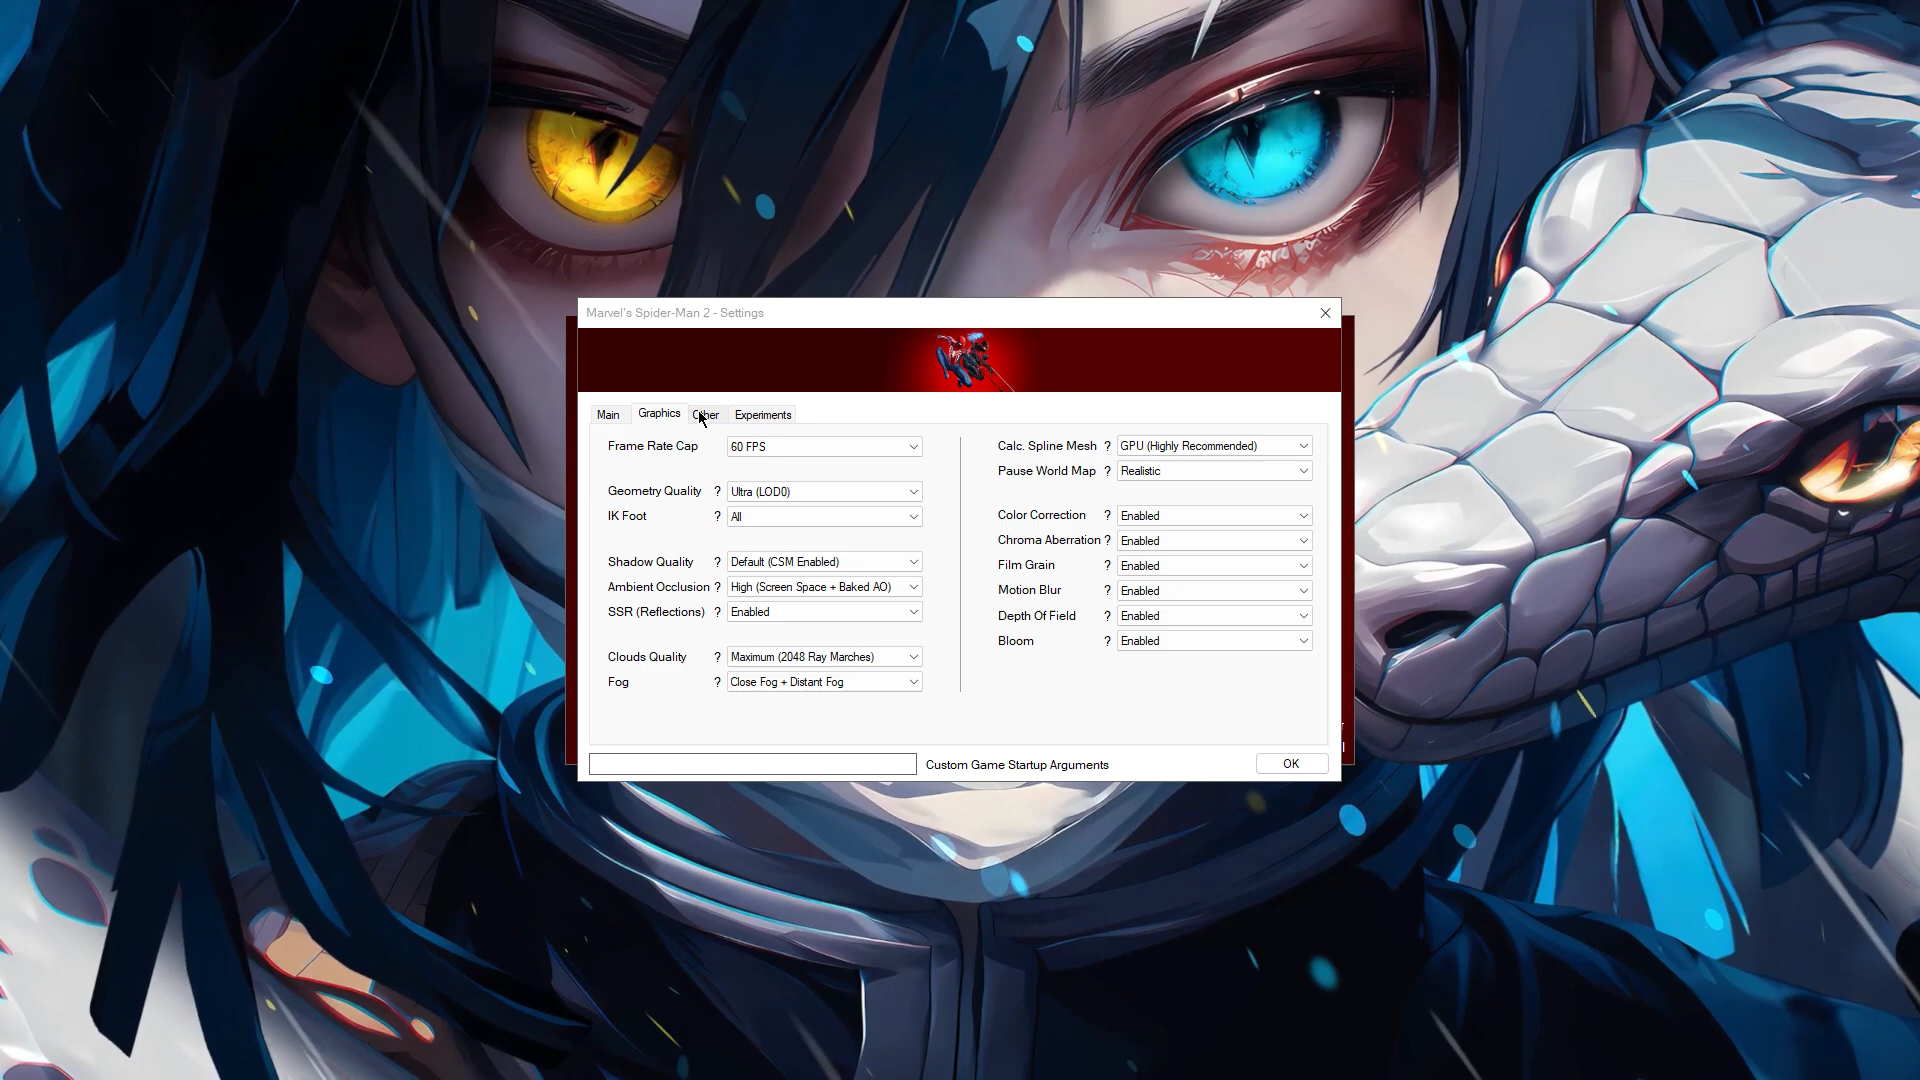 Marvel's Spider-Man 2 - Settings
Main Graphics Other Experiments
Frame Rate Cap 60 FPS
Geometry Quality ? Ultra (LOD0)
IK Foot ? All
Shadow Quality ? Default (CSM Enabled)
Ambient Occlusion ? High (Screen Space + Baked AO)
SSR (Reflections) ? Enabled
Clouds Quality ? Maximum (2048 Ray Marches)
Fog ? Close Fog + Distant Fog
Calc. Spline Mesh ? GPU (Highly Recommended)
Pause World Map ? Realistic
Color Correction ? Enabled
Chroma Aberration ? Enabled
Film Grain ? Enabled
Motion Blur ? Enabled
Depth Of Field ? Enabled
Bloom ? Enabled
Custom Game Startup Arguments
OK